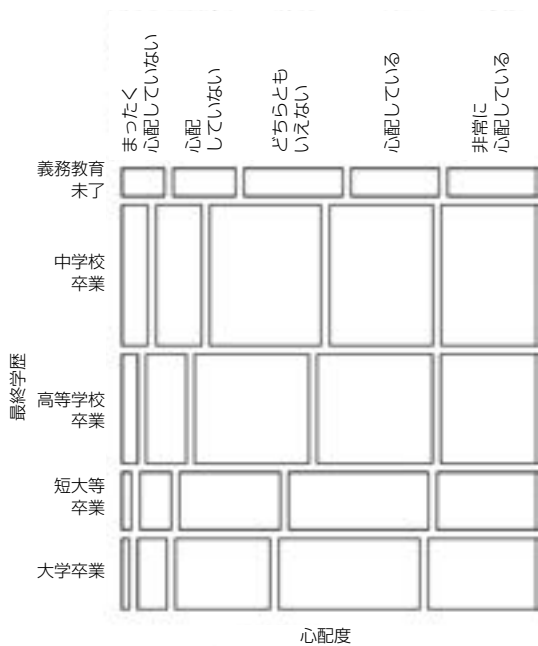 まったく
心配していない
心配
していない
どちらとも
いえない
心配している
非常に
心配している
義務教育
未了
中学校
卒業
高等学校
卒業
短大等
卒業
大学卒業
最終学歴
心配度